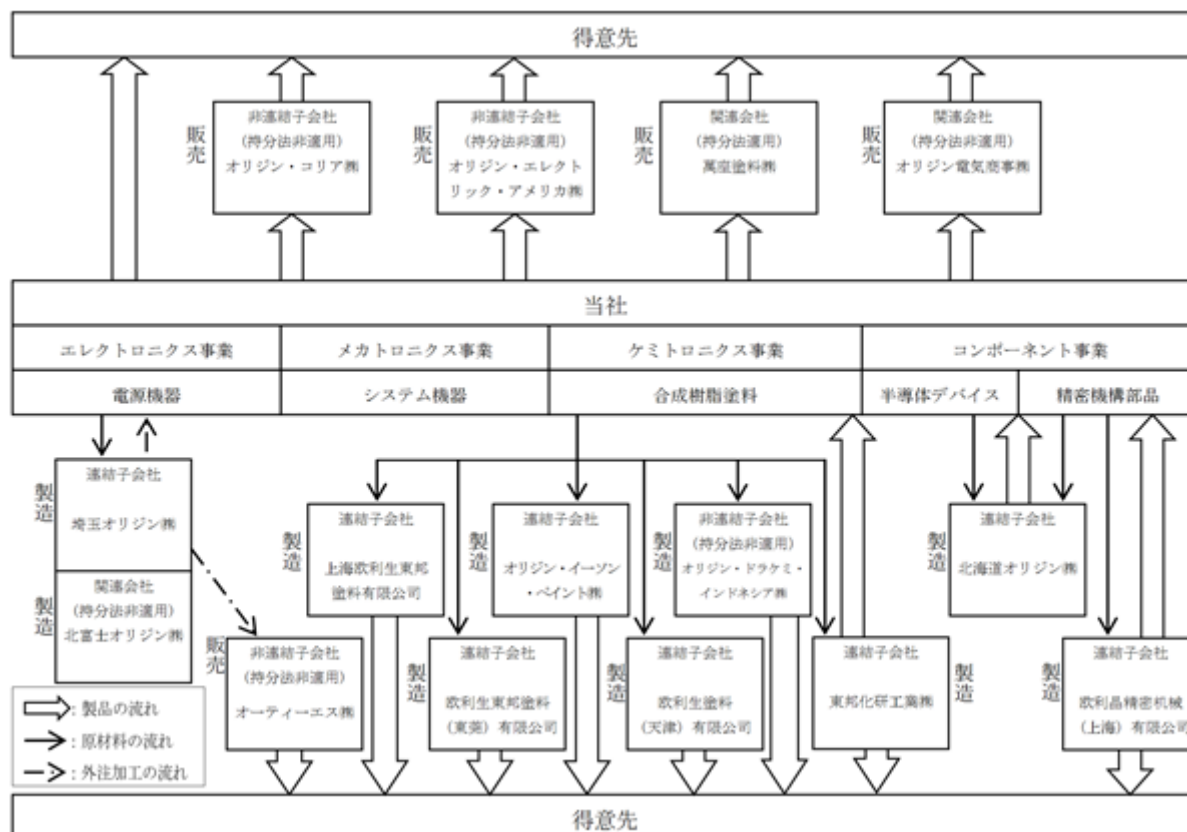 得意先
販売
非連結子会社
(持分法非適用)
オリジン・コリア㈱
販売
非連結子会社
(持分法非適用)
オリジン・エレクト
リック・アメリカ㈱
販売
関連会社
(持分法非適用)
萬座塗料㈱
販売
関連会社
(持分法非適用)
オリジン電気商事㈱
当社
エレクトロニクス事業
メカトロニクス事業
ケミトロニクス事業
コンポーネント事業
電源機器
システム機器
合成樹脂塗料
半導体デバイス
精密機構部品
製造
連結子会社
埼玉オリジン㈱
製造
関連会社
(持分法非適用)
北富士オリジン㈱
製造
連結子会社
上海欧利生東邦
塗料有限公司
製造
連結子会社
オリジン・イーソン
・ペイント㈱
製造
非連結子会社
(持分法非適用)
オリジン・ドラケミ・
インドネシア㈱
製造
連結子会社
北海道オリジン㈱
販売
非連結子会社
(持分法非適用)
オーティーエス㈱
製造
連結子会社
欧利生東邦塗料
(東莞)有限公司
製造
連結子会社
欧利生塗料
(天津)有限公司
連結子会社
東邦化研工業㈱
製造
製造
連結子会社
欧利晶精密机械
(上海)有限公司
：製品の流れ
：原材料の流れ
：外注加工の流れ
得意先